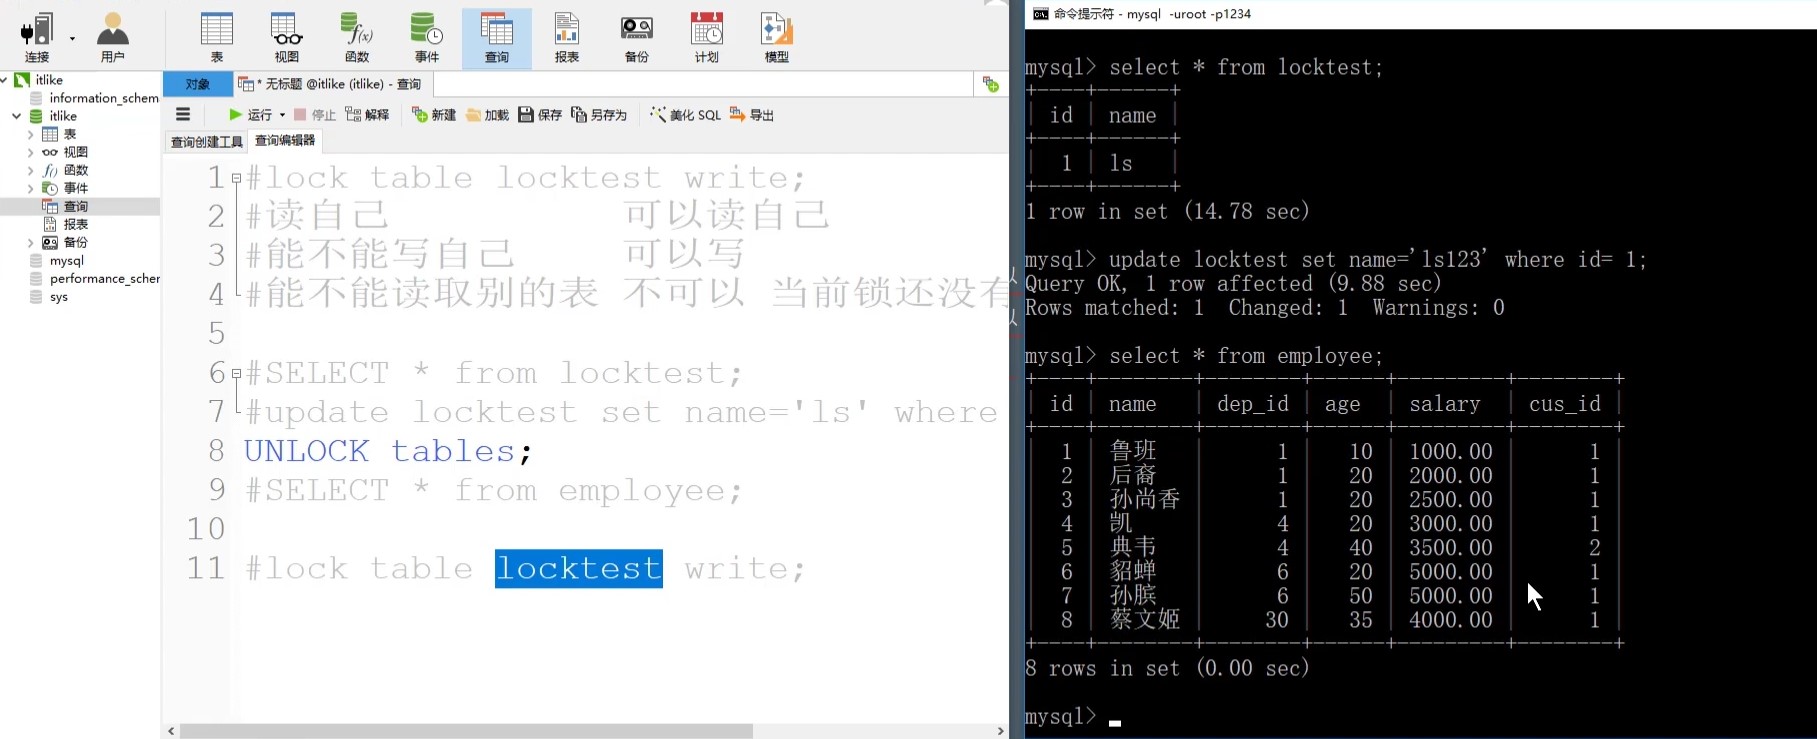 连接
用户
表
视图
函数
事件
查询
报表
备份
计划
模型
itlike
information_schem
itlike
表
视图
函数
事件
查询
报表
备份
mysql
performance_scher
sys
对象
* 无标题 @itlike (itlike) - 查询
运行
停止
解释
新建
加载
保存
另存为
美化 SQL
导出
查询创建工具
查询编辑器
1 #lock table locktest write;
2 #读自己 可以读自己
3 #能不能写自己 可以写
4 #能不能读取别的表 不可以 当前锁还没有
5
6 #SELECT * from locktest;
7 #update locktest set name='ls' where
8 UNLOCK tables;
9 #SELECT * from employee;
10
11 #lock table locktest write;
命令提示符 - mysql -uroot -p1234
mysql> select * from locktest;
+----+------+
| id | name |
+----+------+
| 1 | ls |
+----+------+
1 row in set (14.78 sec)
mysql> update locktest set name='ls123' where id= 1;
Query OK, 1 row affected (9.88 sec)
Rows matched: 1 Changed: 1 Warnings: 0
mysql> select * from employee;
+----+--------+--------+------+---------+--------+
| id | name | dep_id | age | salary | cus_id |
+----+--------+--------+------+---------+--------+
| 1 | 鲁班 | 1 | 10 | 1000.00 | 1 |
| 2 | 后裔 | 1 | 20 | 2000.00 | 1 |
| 3 | 孙尚香 | 1 | 20 | 2500.00 | 1 |
| 4 | 凯 | 4 | 20 | 3000.00 | 1 |
| 5 | 典韦 | 4 | 40 | 3500.00 | 2 |
| 6 | 貂蝉 | 6 | 20 | 5000.00 | 1 |
| 7 | 孙膑 | 6 | 50 | 5000.00 | 1 |
| 8 | 蔡文姬 | 30 | 35 | 4000.00 | 1 |
+----+--------+--------+------+---------+--------+
8 rows in set (0.00 sec)
mysql>